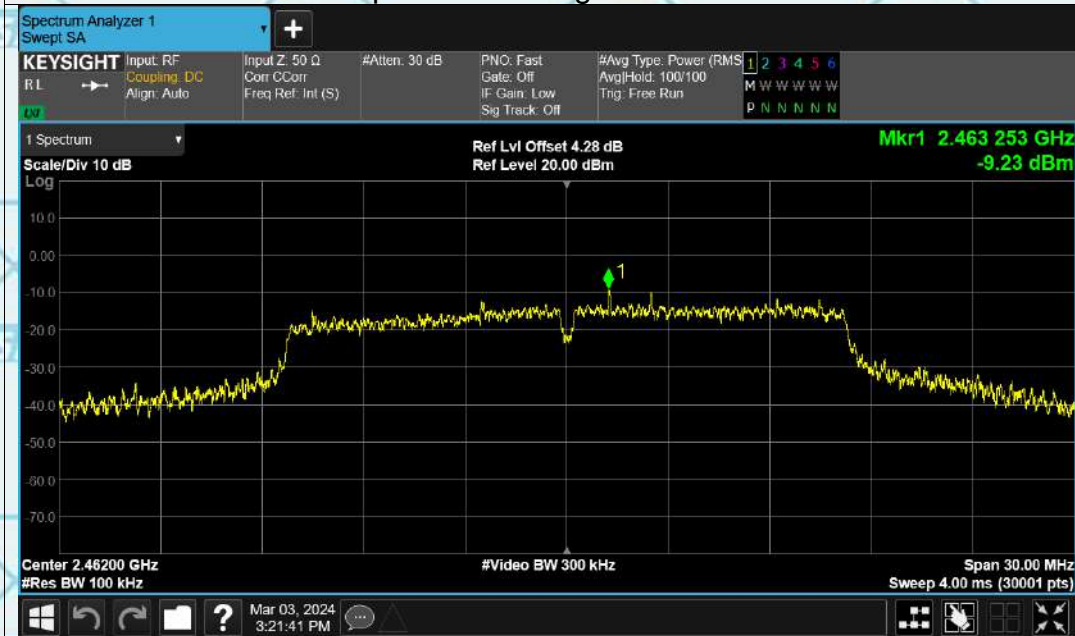 Spectrum Analyzer 1
Swept SA
+
KEYSIGHT
R L
LXI
Input: RF
Coupling: DC
Align: Auto
Input Z: 50 Ω
Corr CCorr
Freq Ref: Int (S)
#Atten: 30 dB
PNO: Fast
Gate: Off
IF Gain: Low
Sig Track: Off
#Avg Type: Power (RMS
Avg|Hold: 100/100
Trig: Free Run
1 2 3 4 5 6
M W W W W W
P N N N N N
1 Spectrum
Scale/Div 10 dB
Ref Lvl Offset 4.28 dB
Ref Level 20.00 dBm
Mkr1 2.463 253 GHz
-9.23 dBm
Log
10.0
0.00
-10.0
-20.0
-30.0
-40.0
-50.0
-60.0
-70.0
1
Center 2.46200 GHz
#Res BW 100 kHz
#Video BW 300 kHz
Span 30.00 MHz
Sweep 4.00 ms (30001 pts)
?
Mar 03, 2024
3:21:41 PM